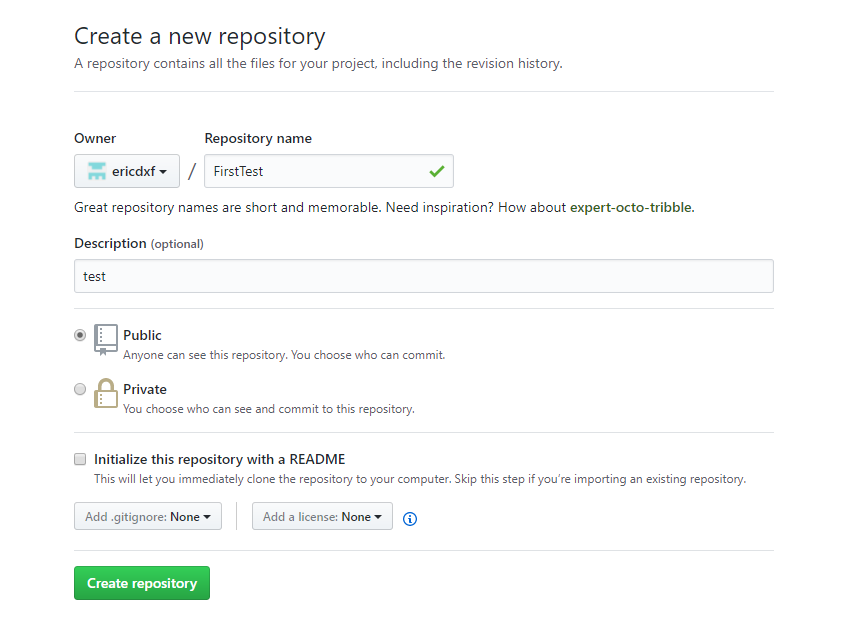 Create a new repository
A repository contains all the files for your project, including the revision history.
Owner Repository name
ericdxf / FirstTest
Great repository names are short and memorable. Need inspiration? How about expert-octo-tribble.
Description (optional)
test
Public
Anyone can see this repository. You choose who can commit.
Private
You choose who can see and commit to this repository.
Initialize this repository with a README
This will let you immediately clone the repository to your computer. Skip this step if you’re importing an existing repository.
Add .gitignore: None Add a license: None
Create repository